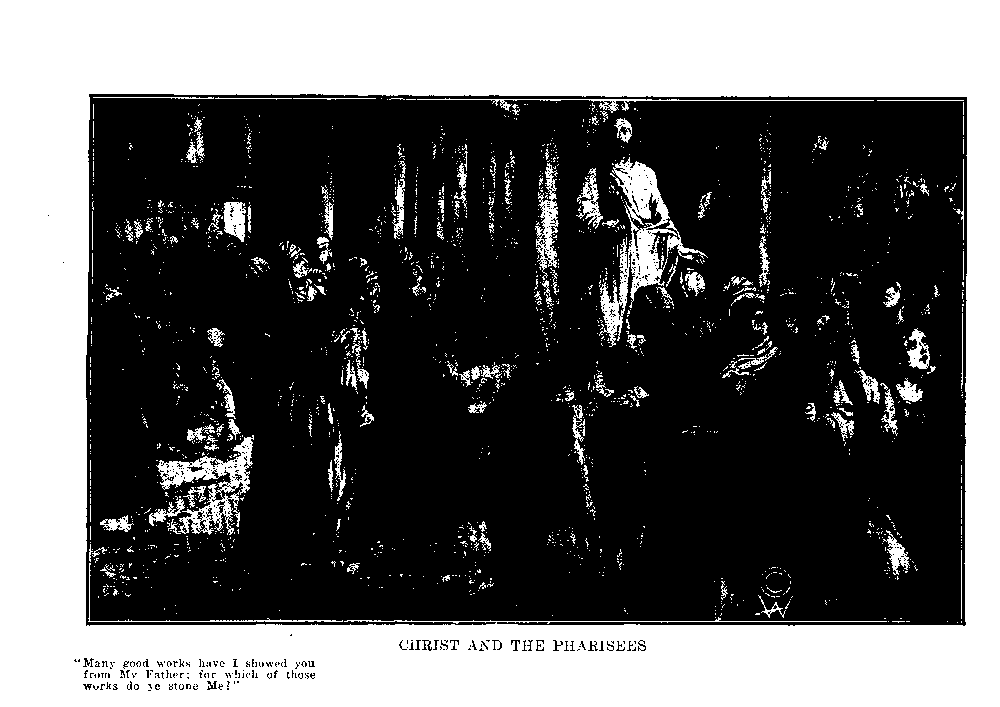 CHRIST AND THE PHARISEES
"Many good works have I showed you
from My Father; for which of those
works do ye stone Me?"